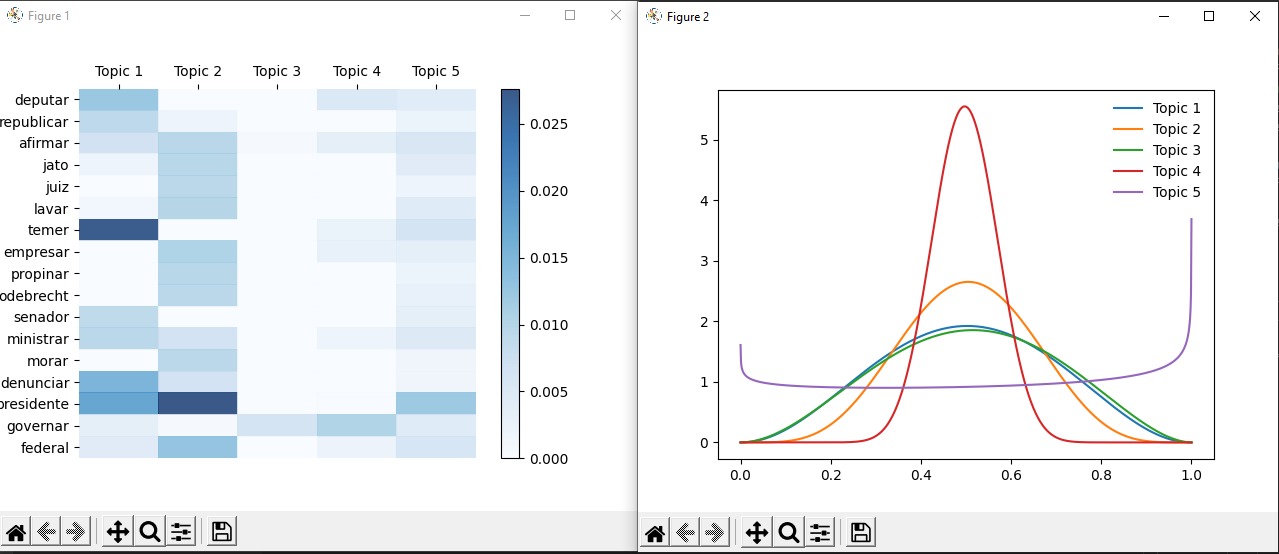 Figure 1
Topic 1 Topic 2 Topic 3 Topic 4 Topic 5
deputar
republicar
afirmar
jato
juiz
lavar
temer
empresar
propinar
odebrecht
senador
ministrar
morar
denunciar
presidente
governar
federal
0.025
0.020
0.015
0.010
0.005
0.000
Figure 2
Topic 1
Topic 2
Topic 3
Topic 4
Topic 5
5
4
3
2
1
0
0.0 0.2 0.4 0.6 0.8 1.0